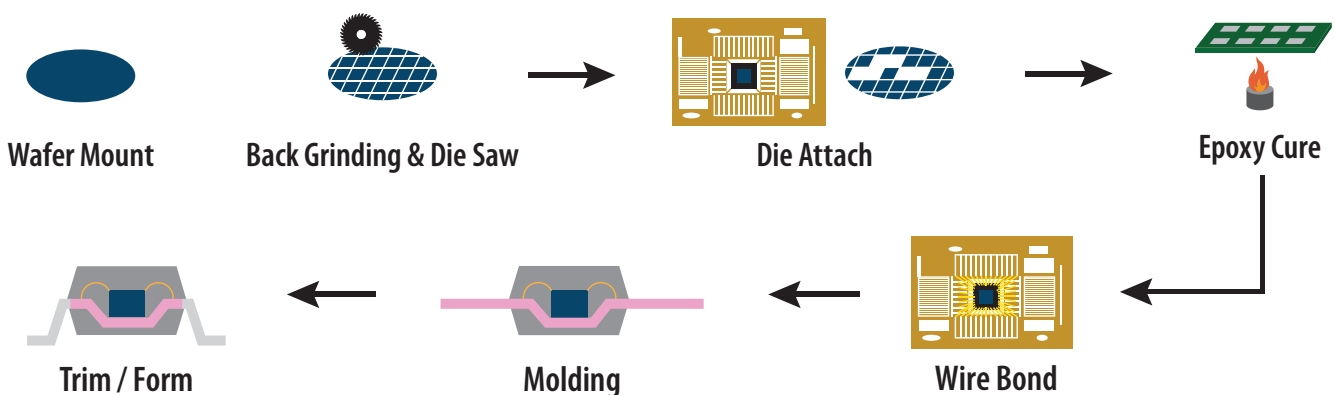 Wafer Mount
Back Grinding & Die Saw
Die Attach
Epoxy Cure
Wire Bond
Molding
Trim / Form